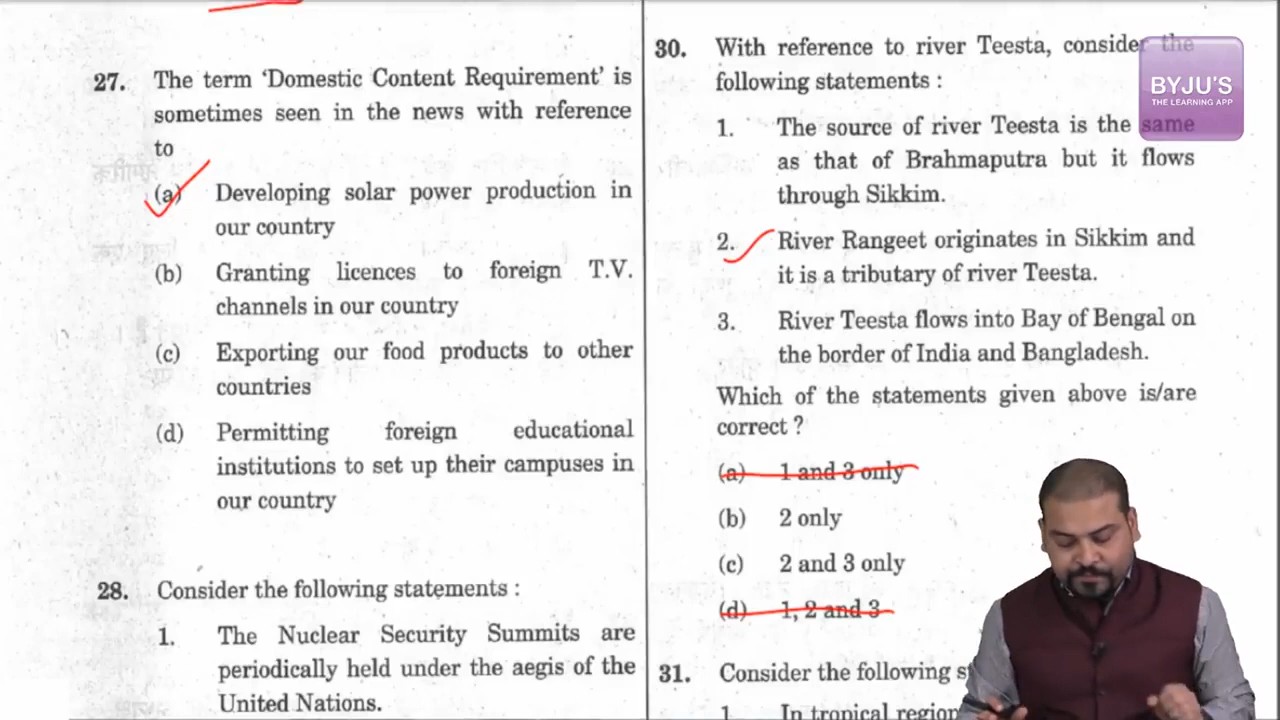 27. The term ‘Domestic Content Requirement’ is
sometimes seen in the news with reference
to
(a) Developing solar power production in
our country
(b) Granting licences to foreign T.V.
channels in our country
(c) Exporting our food products to other
countries
(d) Permitting foreign educational
institutions to set up their campuses in
our country
28. Consider the following statements :
1. The Nuclear Security Summits are
periodically held under the aegis of the
United Nations.
30. With reference to river Teesta, consider the
following statements :
1. The source of river Teesta is the same
as that of Brahmaputra but it flows
through Sikkim.
2. River Rangeet originates in Sikkim and
it is a tributary of river Teesta.
3. River Teesta flows into Bay of Bengal on
the border of India and Bangladesh.
Which of the statements given above is/are
correct ?
(a) 1 and 3 only
(b) 2 only
(c) 2 and 3 only
(d) 1, 2 and 3
31. Consider the following
1. In tropical
BYJU'S
THE LEARNING APP